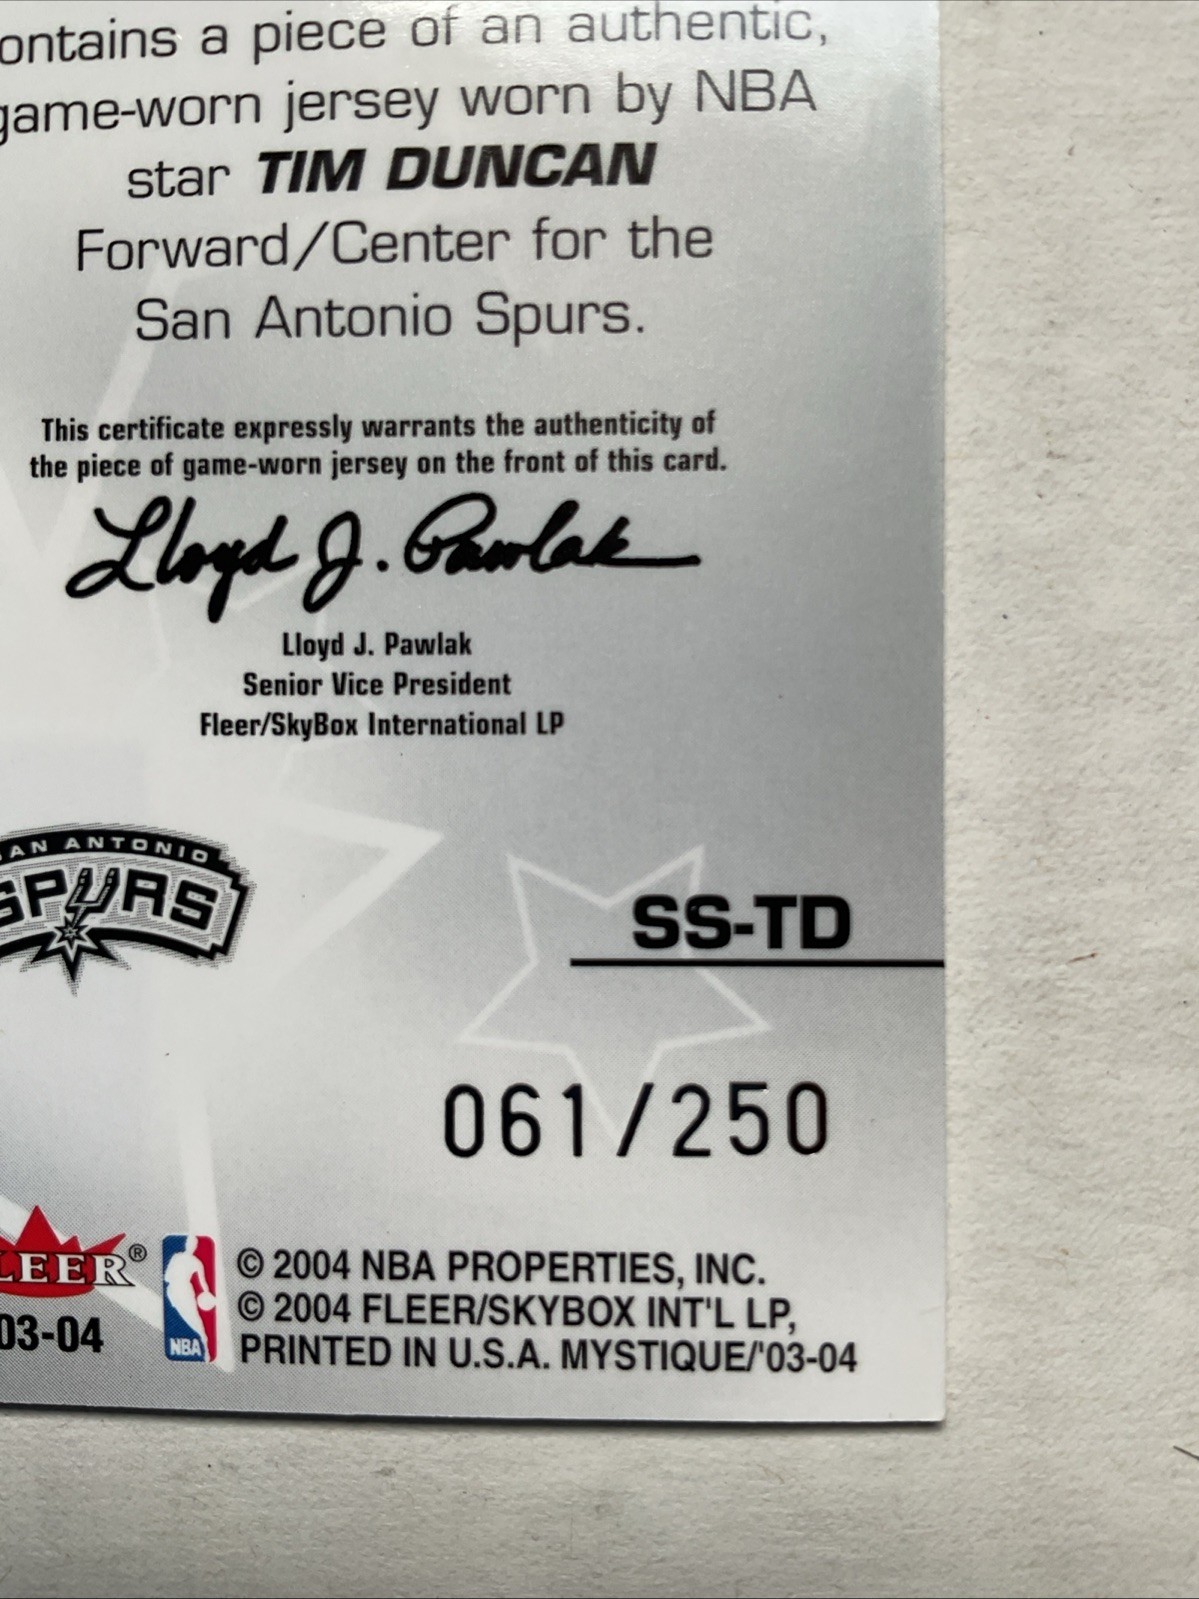 ontains a piece of an authentic,
game-worn jersey worn by NBA
star TIM DUNCAN
Forward/Center for the
San Antonio Spurs.
This certificate expressly warrants the authenticity of
the piece of game-worn jersey on the front of this card.
Lloyd J. Pawlak
Lloyd J. Pawlak
Senior Vice President
Fleer/SkyBox International LP
AN ANTONIO
SPURS
SS-TD
061/250
LEER®
03-04
NBA
© 2004 NBA PROPERTIES, INC.
© 2004 FLEER/SKYBOX INT'L LP,
PRINTED IN U.S.A. MYSTIQUE/'03-04